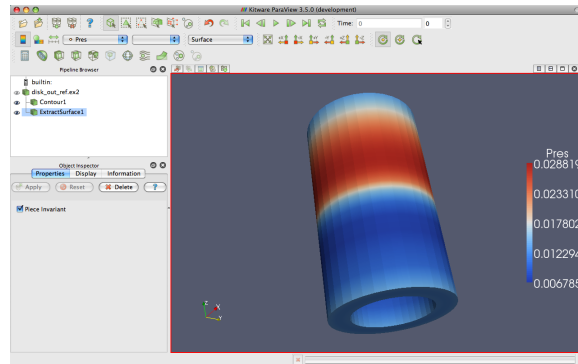 Kitware ParaView 3.5.0 (development)
Time: 0
0
Pres
Surface
Pipeline Browser
builtin:
disk_out_ref.ex2
Contour1
ExtractSurface1
Object Inspector
Properties Display Information
Apply Reset Delete ?
Piece Invariant
Pres
0.028819
0.023310
0.017802
0.012294
0.006785
Z
X
Y